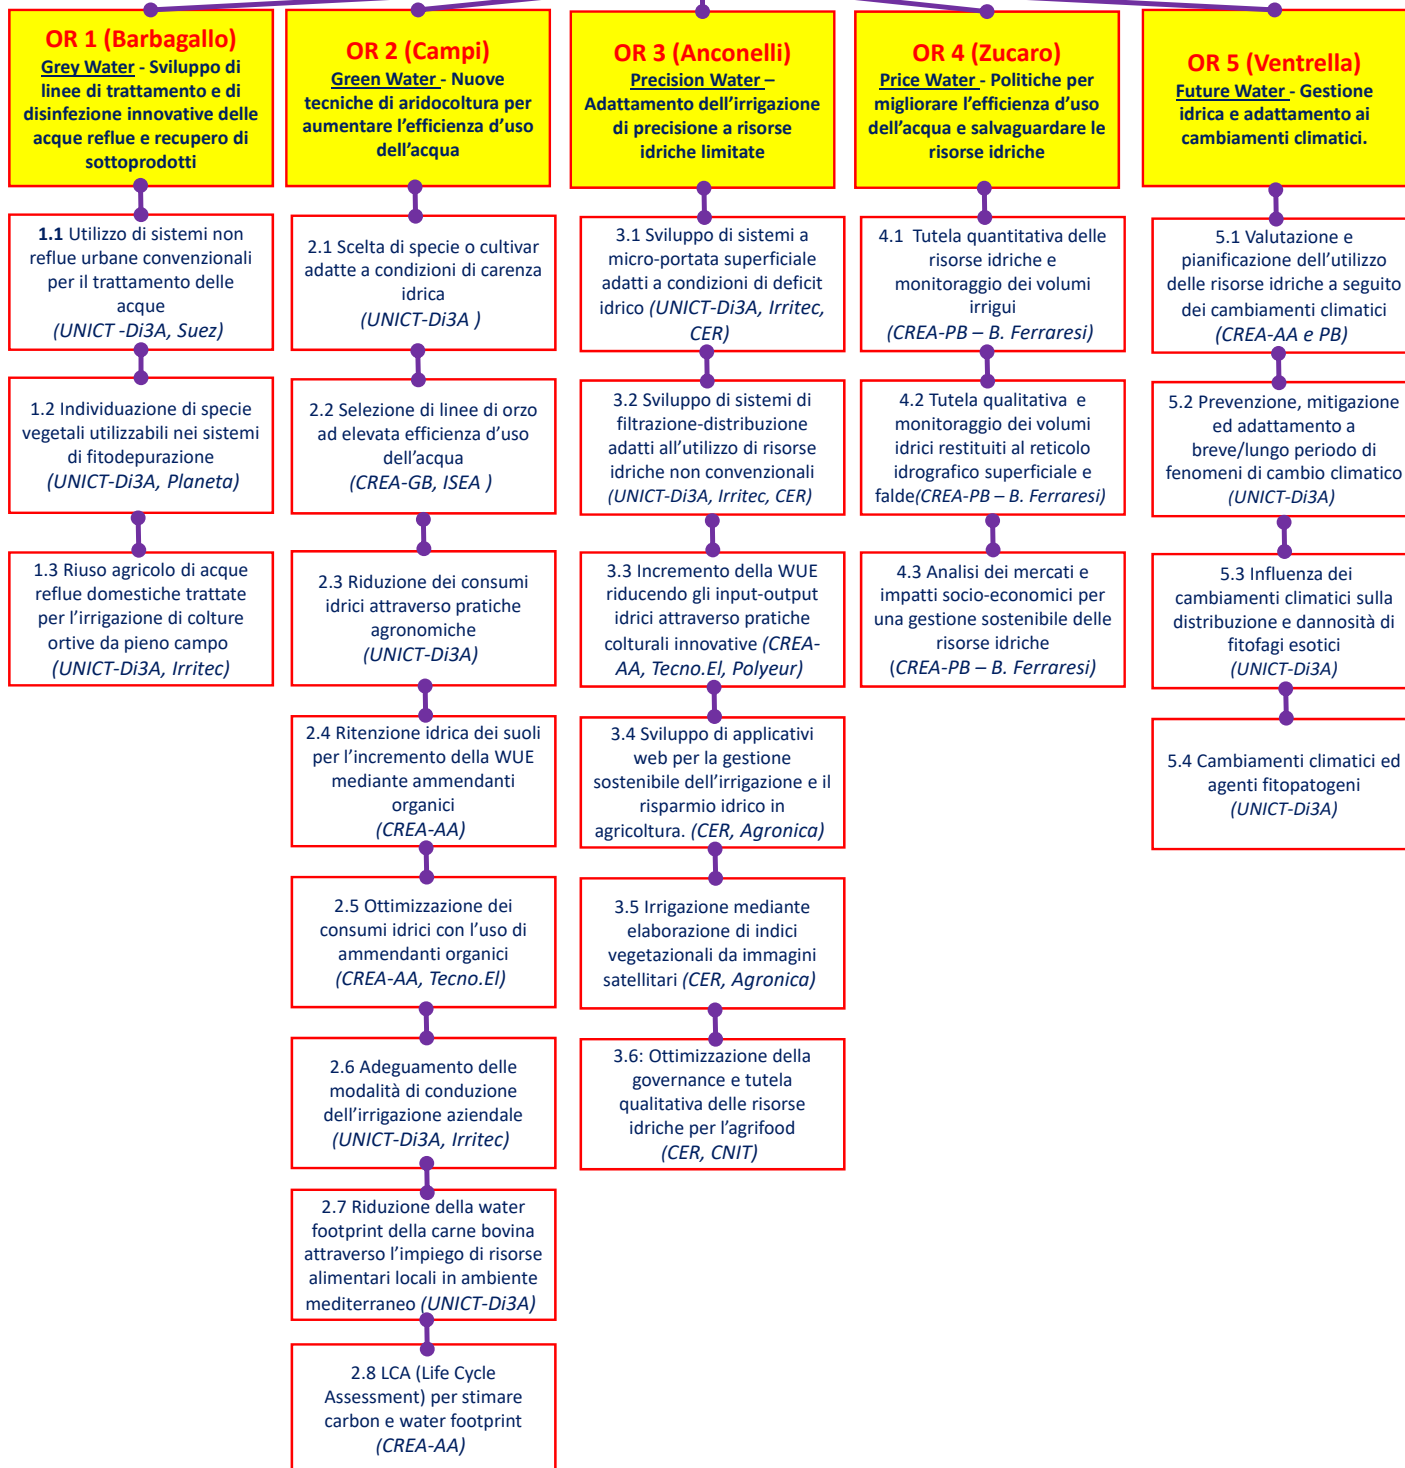 OR 1 (Barbagallo)
Grey Water - Sviluppo di
linee di trattamento e di
disinfezione innovative delle
acque reflue e recupero di
sottoprodotti
1.1 Utilizzo di sistemi non
reflue urbane convenzionali
per il trattamento delle
acque
(UNICT -Di3A, Suez)
1.2 Individuazione di specie
vegetali utilizzabili nei sistemi
di fitodepurazione
(UNICT-Di3A, Planeta)
1.3 Riuso agricolo di acque
reflue domestiche trattate
per l'irrigazione di colture
ortive da pieno campo
(UNICT-Di3A, Irritec)
OR 2 (Campi)
Green Water - Nuove
tecniche di aridocoltura per
aumentare l'efficienza d'uso
dell'acqua
2.1 Scelta di specie o cultivar
adatte a condizioni di carenza
idrica
(UNICT-Di3A )
2.2 Selezione di linee di orzo
ad elevata efficienza d'uso
dell'acqua
(CREA-GB, ISEA )
2.3 Riduzione dei consumi
idrici attraverso pratiche
agronomiche
(UNICT-Di3A)
2.4 Ritenzione idrica dei suoli
per l'incremento della WUE
mediante ammendanti
organici
(CREA-AA)
2.5 Ottimizzazione dei
consumi idrici con l'uso di
ammendanti organici
(CREA-AA, Tecno.El)
2.6 Adeguamento delle
modalità di conduzione
dell'irrigazione aziendale
(UNICT-Di3A, Irritec)
2.7 Riduzione della water
footprint della carne bovina
attraverso l'impiego di risorse
alimentari locali in ambiente
mediterraneo (UNICT-Di3A)
2.8 LCA (Life Cycle
Assessment) per stimare
carbon e water footprint
(CREA-AA)
OR 3 (Anconelli)
Precision Water –
Adattamento dell'irrigazione
di precisione a risorse
idriche limitate
3.1 Sviluppo di sistemi a
micro-portata superficiale
adatti a condizioni di deficit
idrico (UNICT-Di3A, Irritec,
CER)
3.2 Sviluppo di sistemi di
filtrazione-distribuzione
adatti all'utilizzo di risorse
idriche non convenzionali
(UNICT-Di3A, Irritec, CER)
3.3 Incremento della WUE
riducendo gli input-output
idrici attraverso pratiche
colturali innovative (CREA-
AA, Tecno.El, Polyeur)
3.4 Sviluppo di applicativi
web per la gestione
sostenibile dell'irrigazione e il
risparmio idrico in
agricoltura. (CER, Agronica)
3.5 Irrigazione mediante
elaborazione di indici
vegetazionali da immagini
satellitari (CER, Agronica)
3.6: Ottimizzazione della
governance e tutela
qualitativa delle risorse
idriche per l'agrifood
(CER, CNIT)
OR 4 (Zucaro)
Price Water - Politiche per
migliorare l'efficienza d'uso
dell'acqua e salvaguardare le
risorse idriche
4.1 Tutela quantitativa delle
risorse idriche e
monitoraggio dei volumi
irrigui
(CREA-PB – B. Ferraresi)
4.2 Tutela qualitativa e
monitoraggio dei volumi
idrici restituiti al reticolo
idrografico superficiale e
falde(CREA-PB – B. Ferraresi)
4.3 Analisi dei mercati e
impatti socio-economici per
una gestione sostenibile delle
risorse idriche
(CREA-PB – B. Ferraresi)
OR 5 (Ventrella)
Future Water - Gestione
idrica e adattamento ai
cambiamenti climatici.
5.1 Valutazione e
pianificazione dell'utilizzo
delle risorse idriche a seguito
dei cambiamenti climatici
(CREA-AA e PB)
5.2 Prevenzione, mitigazione
ed adattamento a
breve/lungo periodo di
fenomeni di cambio climatico
(UNICT-Di3A)
5.3 Influenza dei
cambiamenti climatici sulla
distribuzione e dannosità di
fitofagi esotici
(UNICT-Di3A)
5.4 Cambiamenti climatici ed
agenti fitopatogeni
(UNICT-Di3A)